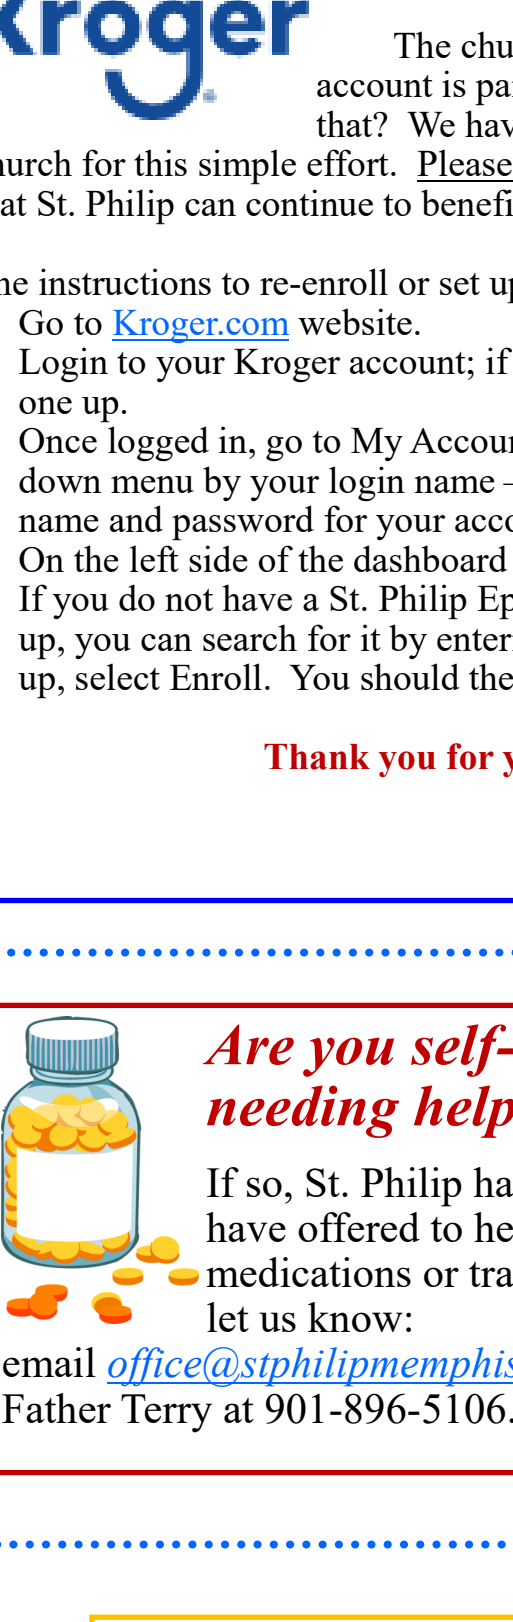 Kroger
The chu
account is pa
that? We hav
urch for this simple effort. Please
at St. Philip can continue to benefi
ne instructions to re-enroll or set up
Go to Kroger.com website.
Login to your Kroger account; if
one up.
Once logged in, go to My Accoun
down menu by your login name –
name and password for your acco
On the left side of the dashboard
If you do not have a St. Philip Ep
up, you can search for it by enter
up, select Enroll. You should the
Thank you for y
Are you self-
needing help
If so, St. Philip ha
have offered to he
medications or tra
let us know:
email office@stphilipmemphis
Father Terry at 901-896-5106.